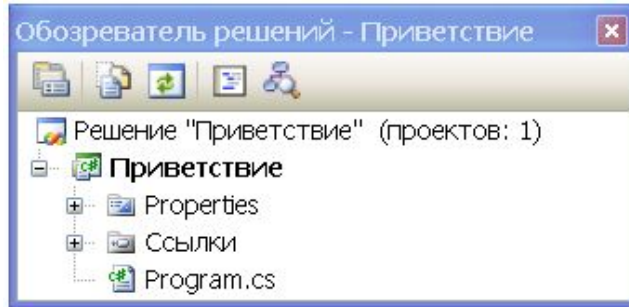 Обозреватель решений - Приветствие
Решение "Приветствие" (проектов: 1)
Приветствие
Properties
Ссылки
Program.cs